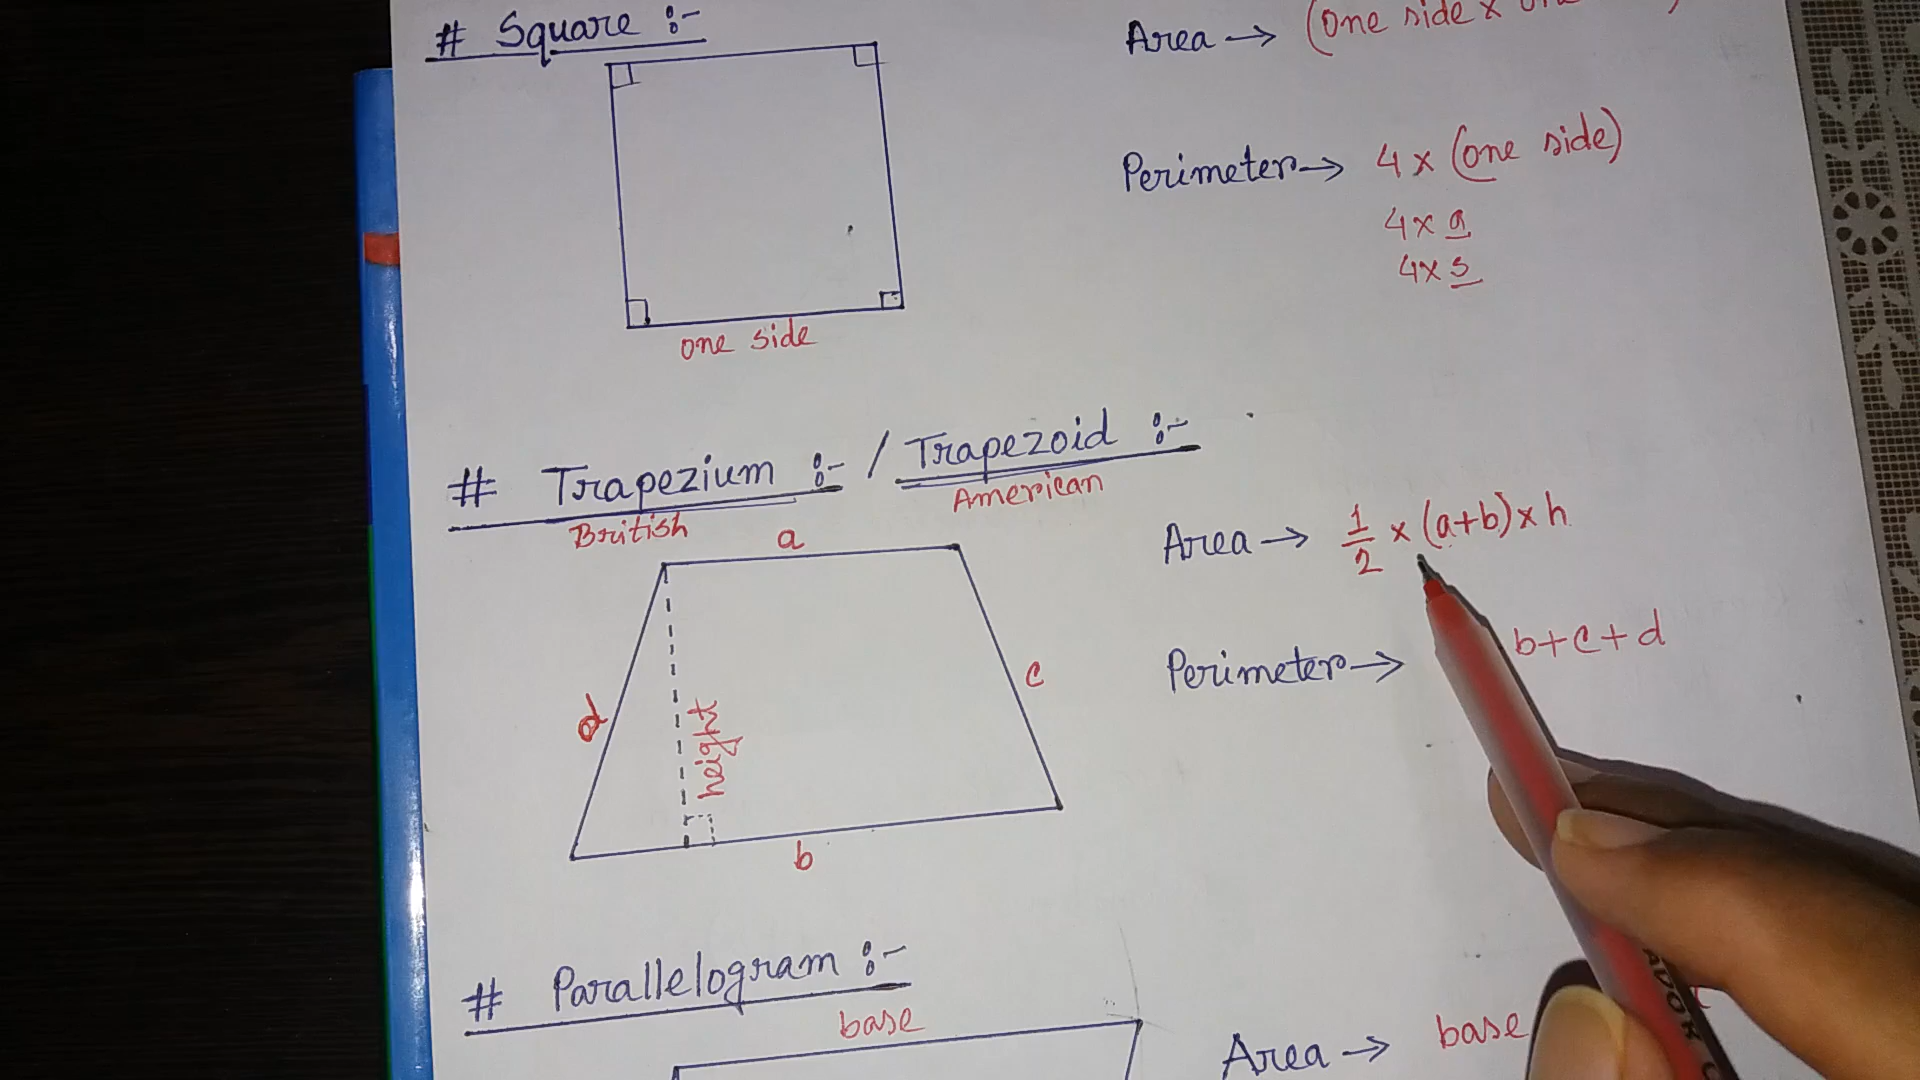 # Square :-
Area → (one side x
Perimeter → 4 x (one side)
4 x a
4 x s
one side
# Trapezium :- / Trapezoid :-
British
American
a
Area → 1/2 x (a+b) x h
d
height
c
b
Perimeter → b+c+d
# Parallelogram :-
base
Area → base